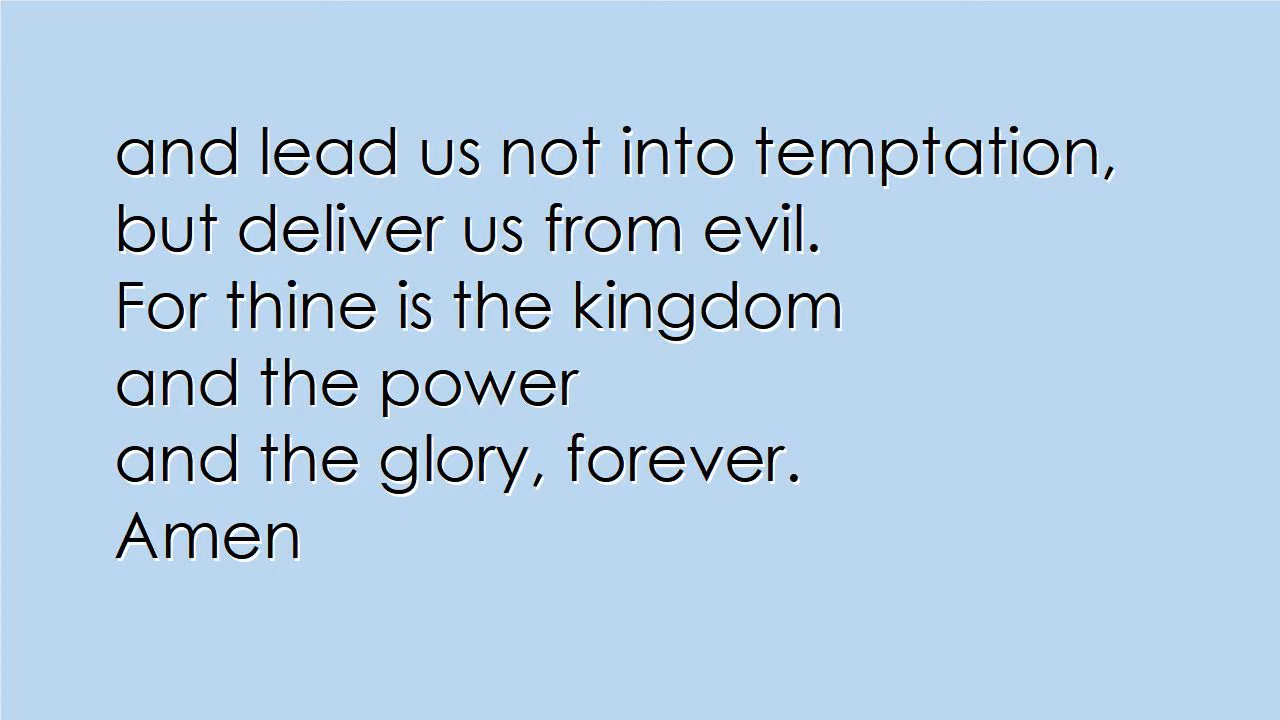 and lead us not into temptation,
but deliver us from evil.
For thine is the kingdom
and the power
and the glory, forever.
Amen